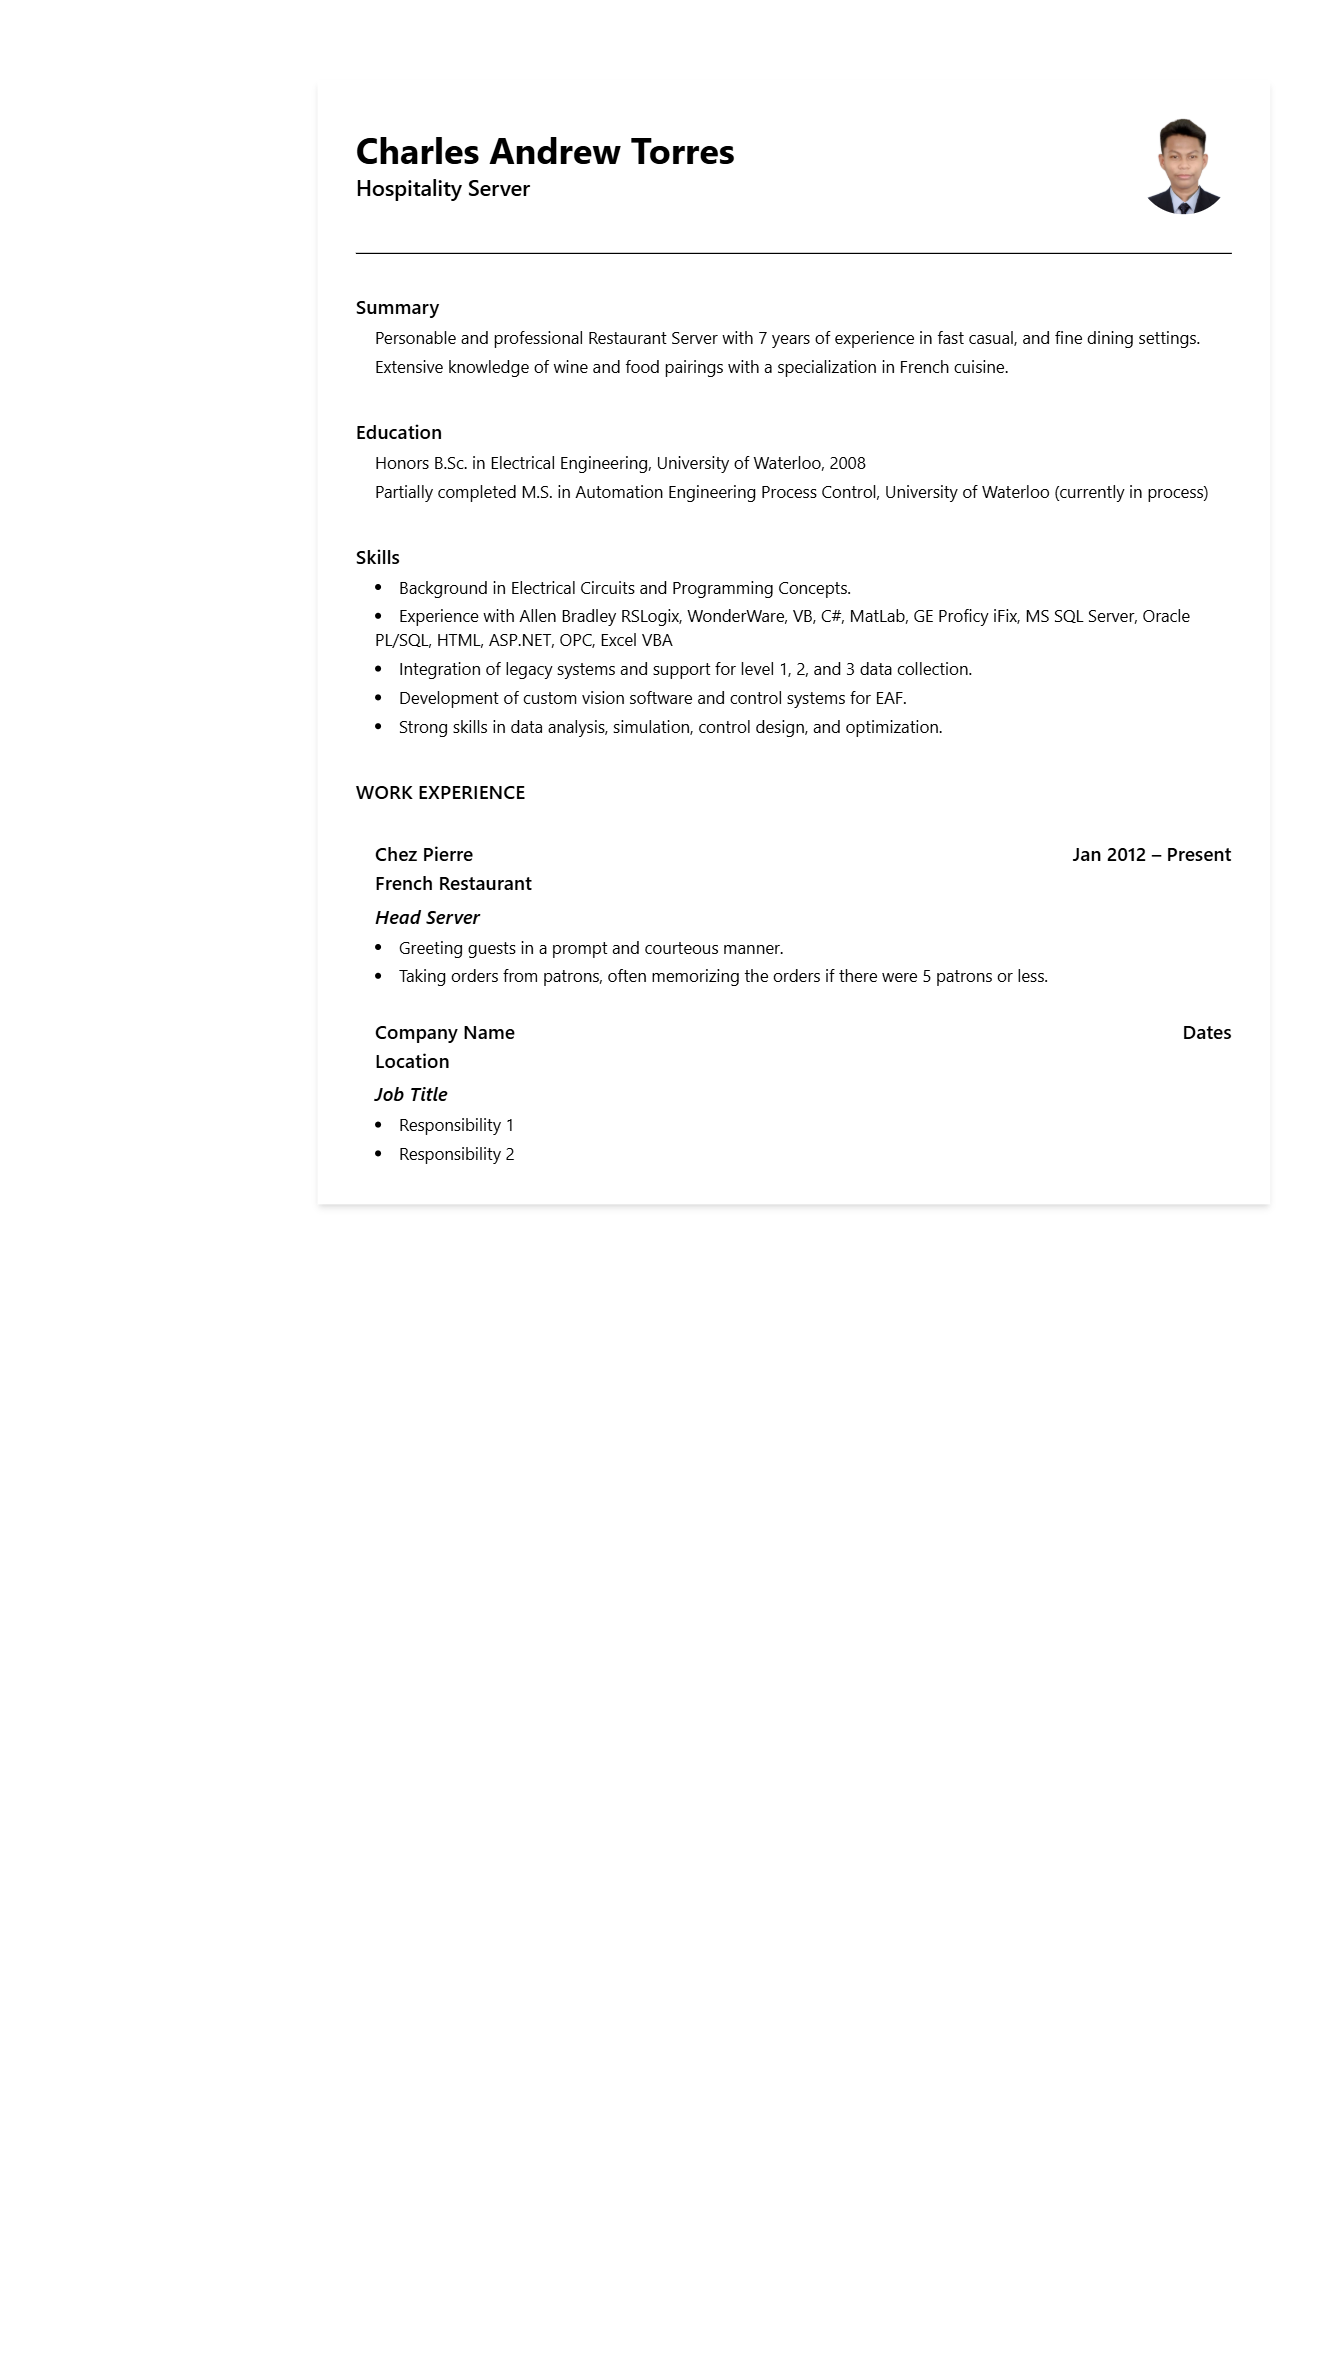 Charles Andrew Torres
Hospitality Server
Summary
Personable and professional Restaurant Server with 7 years of experience in fast casual, and fine dining settings.
Extensive knowledge of wine and food pairings with a specialization in French cuisine.
Education
Honors B.Sc. in Electrical Engineering, University of Waterloo, 2008
Partially completed M.S. in Automation Engineering Process Control, University of Waterloo (currently in process)
Skills
• Background in Electrical Circuits and Programming Concepts.
• Experience with Allen Bradley RSLogix, WonderWare, VB, C#, MatLab, GE Proficy iFix, MS SQL Server, Oracle
PL/SQL, HTML, ASP.NET, OPC, Excel VBA
• Integration of legacy systems and support for level 1, 2, and 3 data collection.
• Development of custom vision software and control systems for EAF.
• Strong skills in data analysis, simulation, control design, and optimization.
WORK EXPERIENCE
Chez Pierre Jan 2012 – Present
French Restaurant
Head Server
• Greeting guests in a prompt and courteous manner.
• Taking orders from patrons, often memorizing the orders if there were 5 patrons or less.
Company Name Dates
Location
Job Title
• Responsibility 1
• Responsibility 2